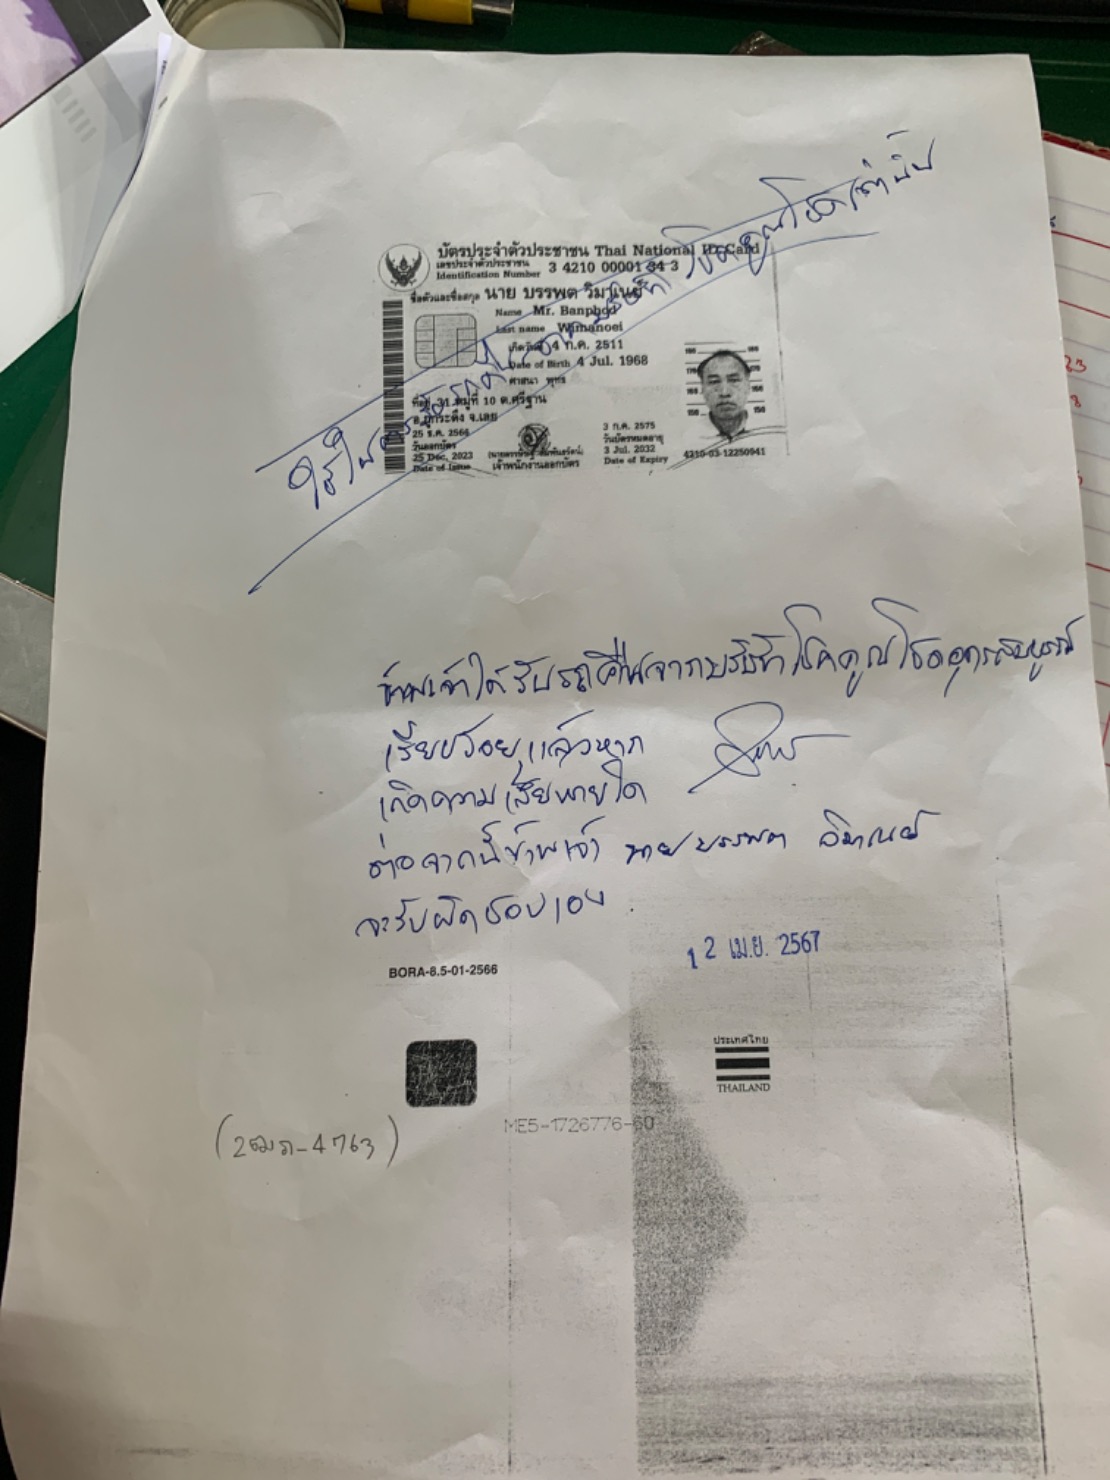 บัตรประจำตัวประชาชน Thai National ID Card
เลขประจำตัวประชาชน
Identification Number 3 4210 00001 34 3
ชื่อตัวและชื่อสกุล นาย บรรพต วิมาเนย์
Name Mr. Banphod
Last name Wimanoei
เกิดวันที่ 4 ก.ค. 2511
Date of Birth 4 Jul. 1968
ศาสนา พุทธ
ที่อยู่ 31 หมู่ที่ 10 ต.ศรีฐาน
อ.ภูกระดึง จ.เลย
25 ธ.ค. 2566
วันออกบัตร
25 Dec. 2023
Date of Issue
เจ้าพนักงานออกบัตร
3 ก.ค. 2575
วันบัตรหมดอายุ
3 Jul. 2032
Date of Expiry
4210-03-12250941
ข้าพเจ้าได้รับรถคืนจากบริษัทโชคคูณโชคอุดรสมบูรณ์
เรียบร้อยแล้วหาก
เกิดความเสียหายใด
ต่อจากนี้ข้าพเจ้า นายบรรพต วิมาเนย์
จะรับผิดชอบเอง.
12 เม.ย. 2567
BORA-8.5-01-2566
ประเทศไทย
THAILAND
ME5-1726776-60